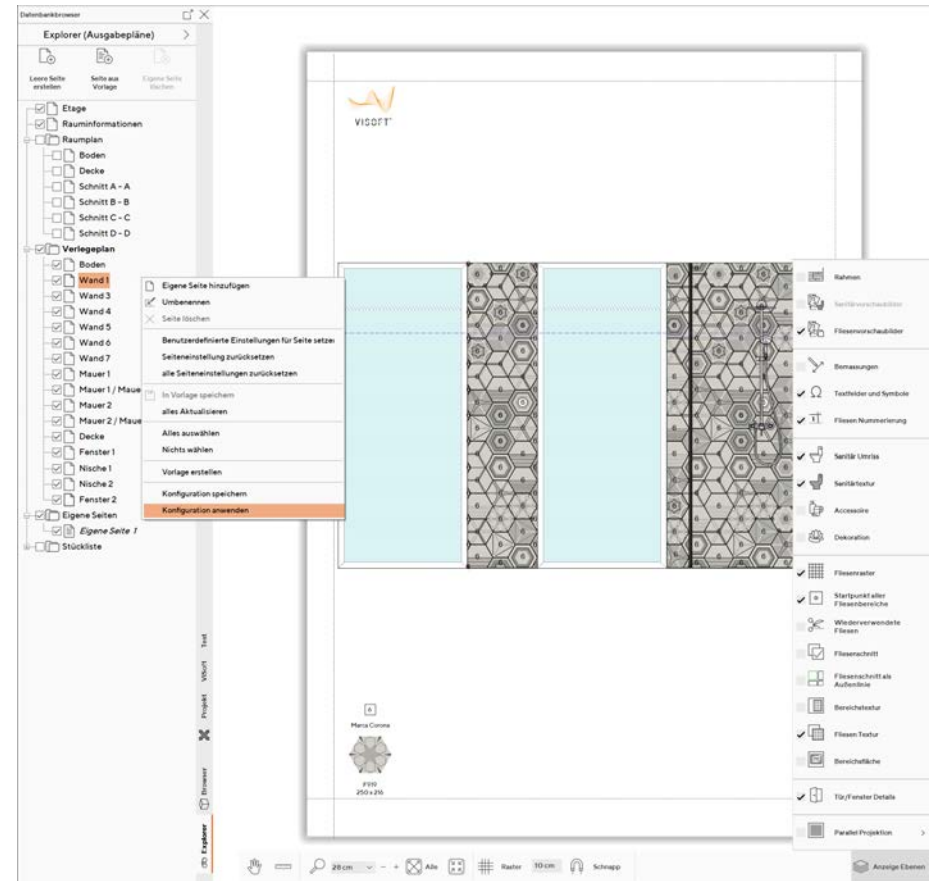 Datenbankbrowser
Explorer (Ausgabepläne)
Leere Seite
erstellen
Seite aus
Vorlage
Eigene Seite
löschen
Etage
Rauminformationen
Raumplan
Boden
Decke
Schnitt A - A
Schnitt B - B
Schnitt C - C
Schnitt D - D
Verlegeplan
Boden
Wand 1
Wand 3
Wand 4
Wand 5
Wand 6
Wand 7
Mauer 1
Mauer 1 / Maue
Mauer 2
Mauer 2 / Maue
Decke
Fenster 1
Nische 1
Nische 2
Fenster 2
Eigene Seiten
Eigene Seite 1
Stückliste
Eigene Seite hinzufügen
Umbenennen
Seite löschen
Benutzerdefinierte Einstellungen für Seite setzen
Seiteneinstellung zurücksetzen
alle Seiteneinstellungen zurücksetzen
In Vorlage speichern
alles Aktualisieren
Alles auswählen
Nichts wählen
Vorlage erstellen
Konfiguration speichern
Konfiguration anwenden
Text
ViSoft
Projekt
Browser
Explorer
VISOFT
6
Marca Corona
F919
250 x 216
Rahmen
Sanitärvorschaubilder
Fliesenvorschaubilder
Bemassungen
Textfelder und Symbole
Fliesen Nummerierung
Sanitär Umriss
Sanitärtextur
Accessoire
Dekoration
Fliesenraster
Startpunkt aller
Fliesenbereiche
Wiederverwendete
Fliesen
Fliesenschnitt
Fliesenschnitt als
Außenlinie
Bereichstextur
Fliesen Textur
Bereichsfläche
Tür/Fenster Details
Parallel Projektion
28 cm
Alle
Raster
10 cm
Schnapp
Anzeige Ebenen